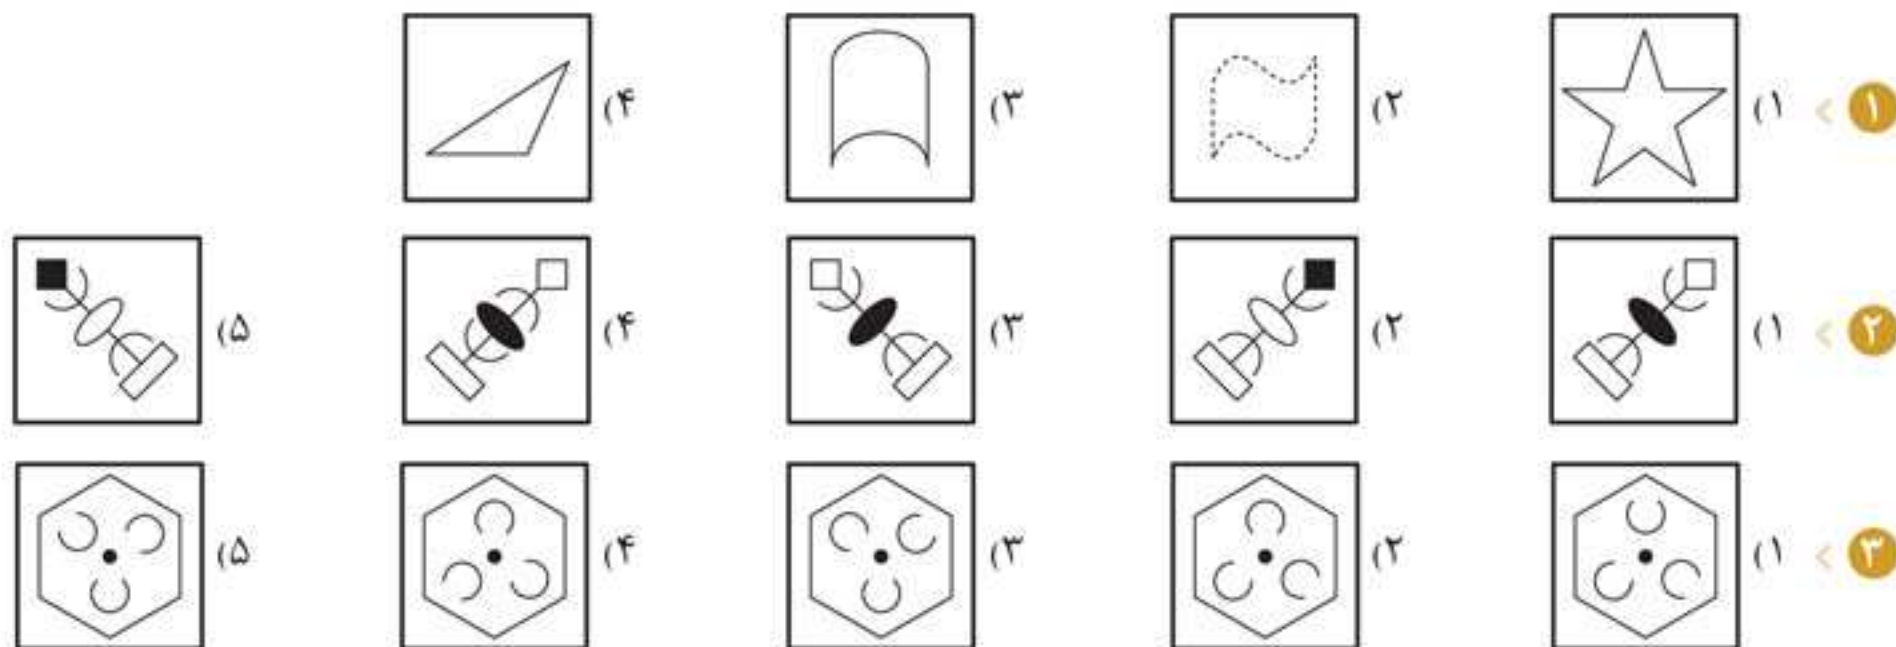 ۱ > ۱) ۲) ۳) ۴)
۲ > ۱) ۲) ۳) ۴) ۵)
۳ > ۱) ۲) ۳) ۴) ۵)